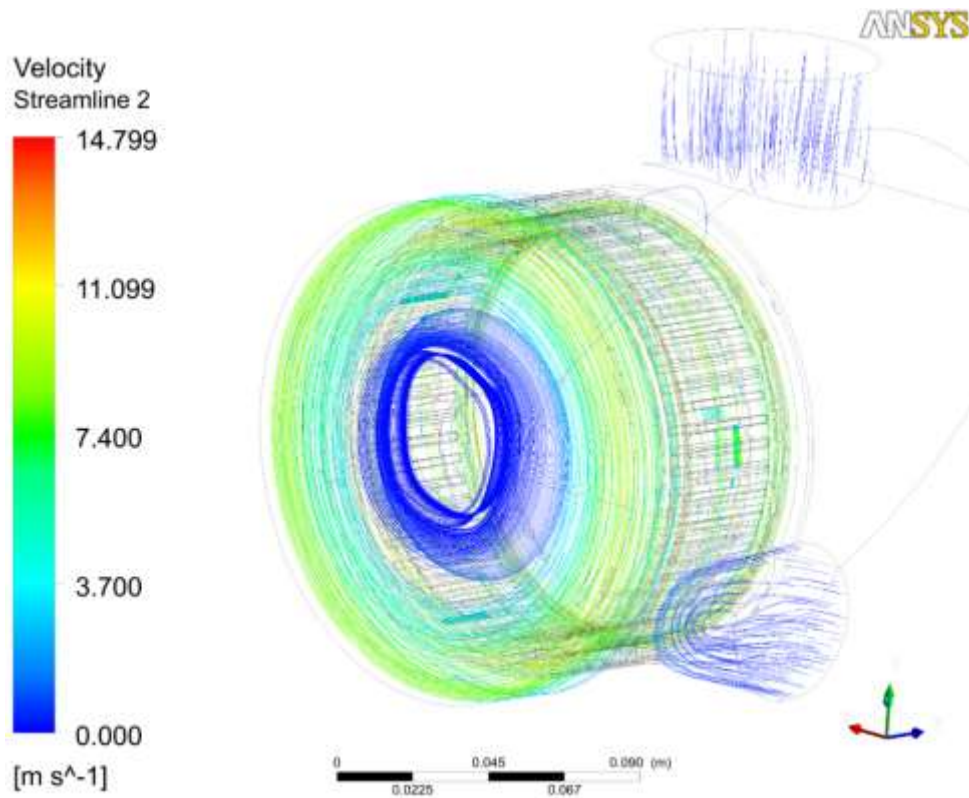 ANSYS
Velocity
Streamline 2
14.799
11.099
7.400
3.700
0.000
[m s^-1]
0 0.045 0.090 (m)
0.0225 0.067